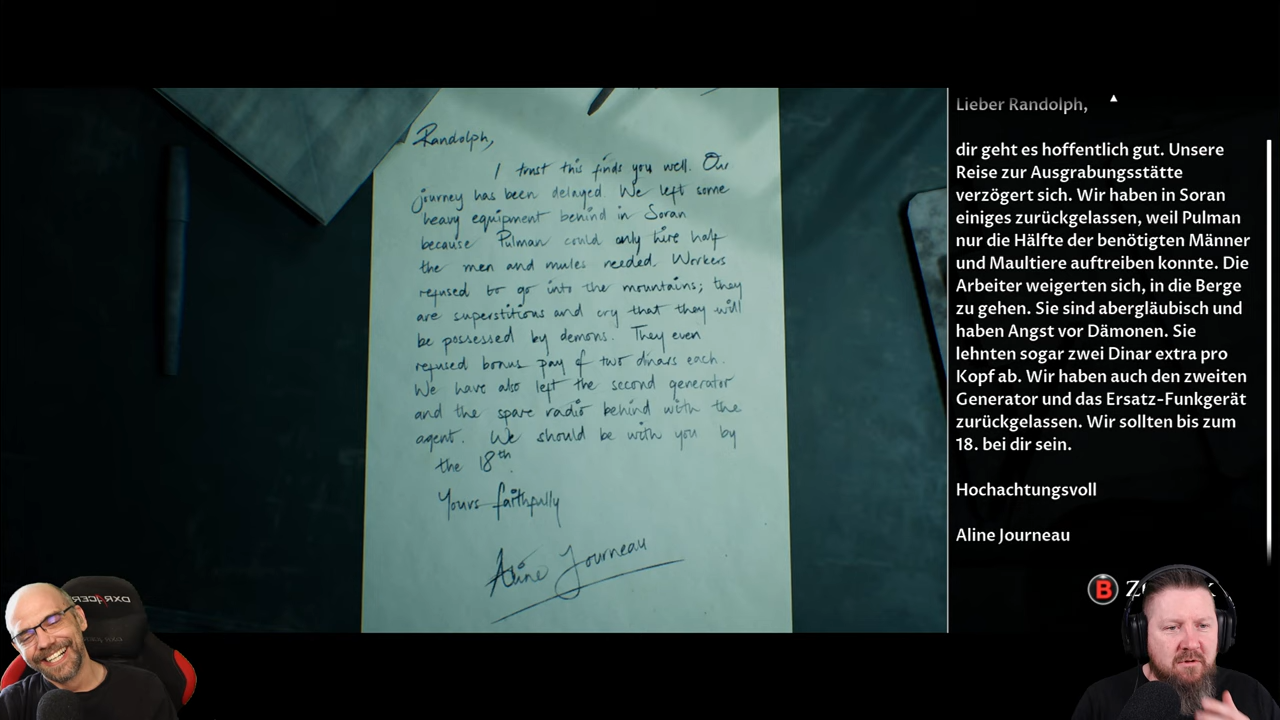 Randolph,
I trust this finds you well. Our
journey has been delayed. We left some
heavy equipment behind in Soran
because Pulman could only hire half
the men and mules needed. Workers
refused to go into the mountains; they
are superstitious and cry that they will
be possessed by demons. They even
refused bonus pay of two dinars each.
We have also left the second generator
and the spare radio behind with the
agent. We should be with you by
the 18th.
Yours faithfully
Aline Journeau
Lieber Randolph,
dir geht es hoffentlich gut. Unsere
Reise zur Ausgrabungsstätte
verzögert sich. Wir haben in Soran
einiges zurückgelassen, weil Pulman
nur die Hälfte der benötigten Männer
und Maultiere auftreiben konnte. Die
Arbeiter weigerten sich, in die Berge
zu gehen. Sie sind abergläubisch und
haben Angst vor Dämonen. Sie
lehnten sogar zwei Dinar extra pro
Kopf ab. Wir haben auch den zweiten
Generator und das Ersatz-Funkgerät
zurückgelassen. Wir sollten bis zum
18. bei dir sein.
Hochachtungsvoll
Aline Journeau
B
DXRACER